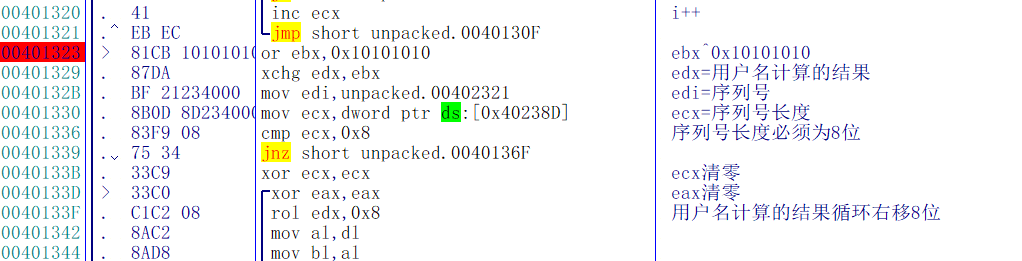 00401320 . 41 inc ecx i++
00401321 .^ EB EC jmp short unpacked.0040130F
00401323 > 81CB 10101010 or ebx,0x10101010 ebx^0x10101010
00401329 . 87DA xchg edx,ebx edx=用户名计算的结果
0040132B . BF 21234000 mov edi,unpacked.00402321 edi=序列号
00401330 . 8B0D 8D234000 mov ecx,dword ptr ds:[0x40238D] ecx=序列号长度
00401336 . 83F9 08 cmp ecx,0x8 序列号长度必须为8位
00401339 .⌄ 75 34 jnz short unpacked.0040136F
0040133B . 33C9 xor ecx,ecx ecx清零
0040133D > 33C0 xor eax,eax eax清零
0040133F . C1C2 08 rol edx,0x8 用户名计算的结果循环右移8位
00401342 . 8AC2 mov al,dl
00401344 . 8AD8 mov bl,al